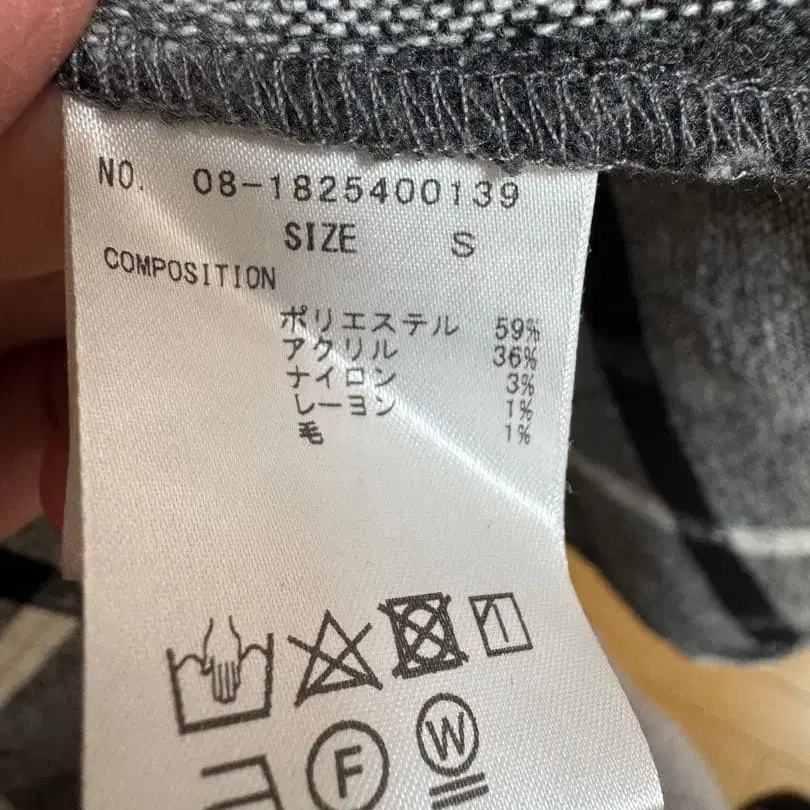 NO. 08-1825400139
SIZE S
COMPOSITION
ポリエステル 59%
アクリル 36%
ナイロン 3%
レーヨン 1%
毛 1%
F W